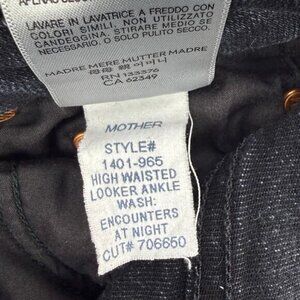 LAVARE IN LAVATRICE A FREDDO CON
COLORI SIMILI. NON UTILIZZATO
CANDEGGINA. STIRARE MEDIO SE
NECESSARIO. O SOLO PULITO SECCO.
MADRE MERE MUTTER MADRE
RN 133376
CA 62349
MOTHER
STYLE#
1401-965
HIGH WAISTED
LOOKER ANKLE
WASH:
ENCOUNTERS
AT NIGHT
CUT# 706650